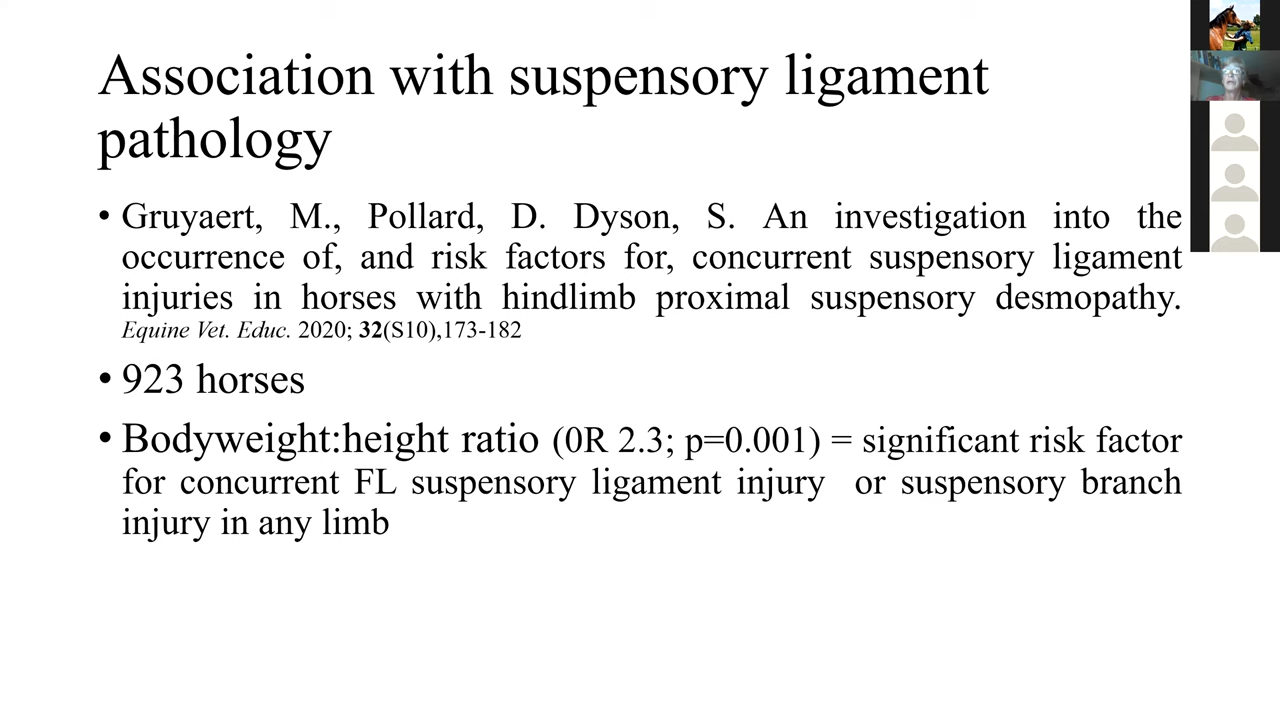 Association with suspensory ligament
pathology
• Gruyaert, M., Pollard, D. Dyson, S. An investigation into the
occurrence of, and risk factors for, concurrent suspensory ligament
injuries in horses with hindlimb proximal suspensory desmopathy.
Equine Vet. Educ. 2020; 32(S10),173-182
• 923 horses
• Bodyweight:height ratio (0R 2.3; p=0.001) = significant risk factor
for concurrent FL suspensory ligament injury or suspensory branch
injury in any limb